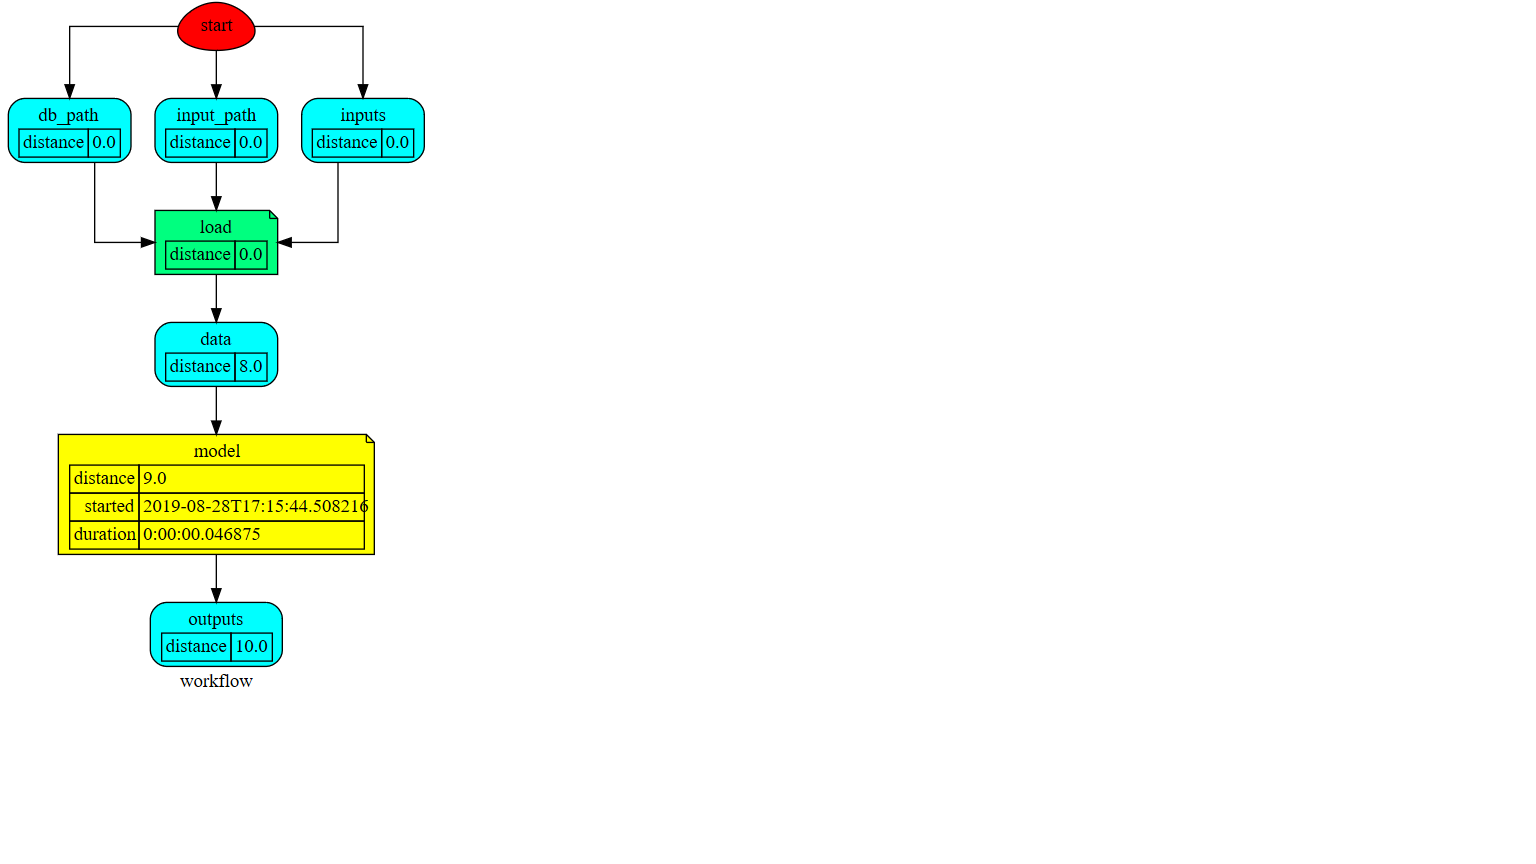 start
db_path
distance 0.0
input_path
distance 0.0
inputs
distance 0.0
load
distance 0.0
data
distance 8.0
model
distance 9.0
started 2019-08-28T17:15:44.508216
duration 0:00:00.046875
outputs
distance 10.0
workflow